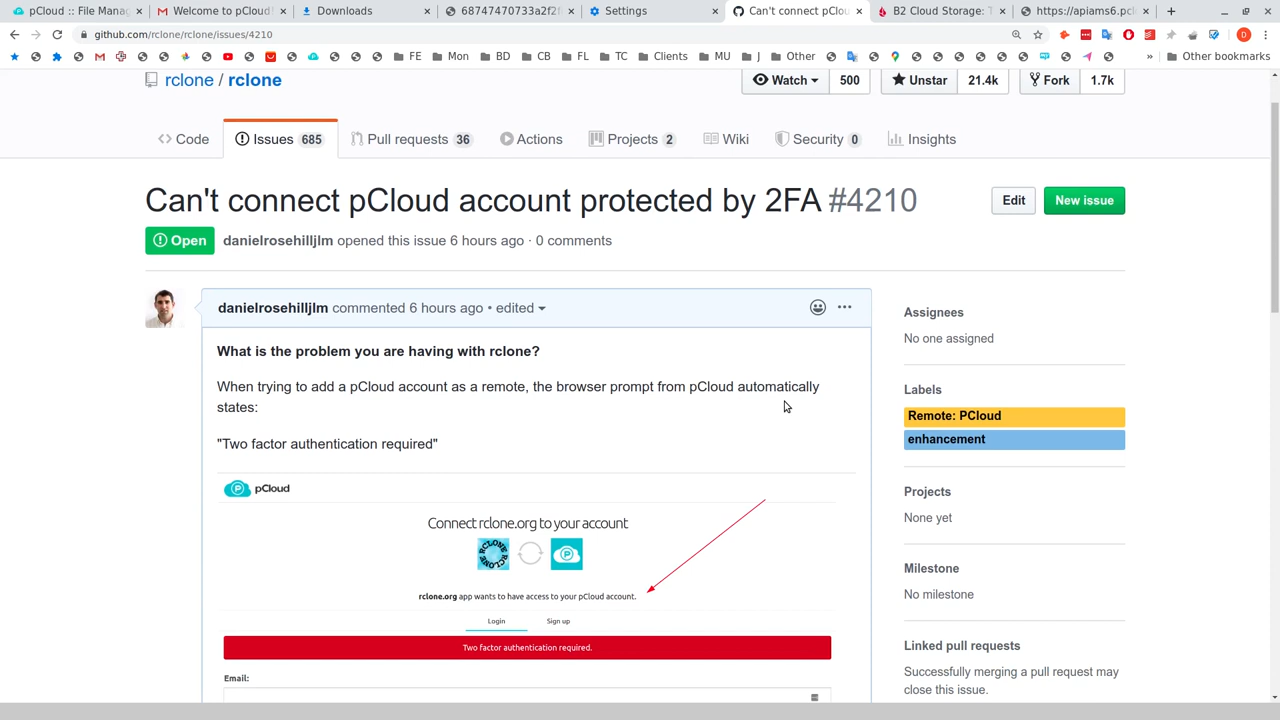 pCloud :: File Manag
Welcome to pCloud!
Downloads
68747470733a2f2f
Settings
Can't connect pClou
B2 Cloud Storage: T
https://apiams6.pcl
github.com/rclone/rclone/issues/4210
FE
Mon
BD
CB
FL
TC
Clients
MU
J
Other
Other bookmarks
rclone / rclone
Watch 500
Unstar 21.4k
Fork 1.7k
Code
Issues 685
Pull requests 36
Actions
Projects 2
Wiki
Security 0
Insights
Can't connect pCloud account protected by 2FA #4210
Edit
New issue
Open
danielrosehilljlm opened this issue 6 hours ago · 0 comments
danielrosehilljlm commented 6 hours ago • edited
What is the problem you are having with rclone?
When trying to add a pCloud account as a remote, the browser prompt from pCloud automatically
states:
"Two factor authentication required"
pCloud
Connect rclone.org to your account
RCLONE RCLONE
rclone.org app wants to have access to your pCloud account.
Login
Sign up
Two factor authentication required.
Email:
Assignees
No one assigned
Labels
Remote: PCloud
enhancement
Projects
None yet
Milestone
No milestone
Linked pull requests
Successfully merging a pull request may
close this issue.